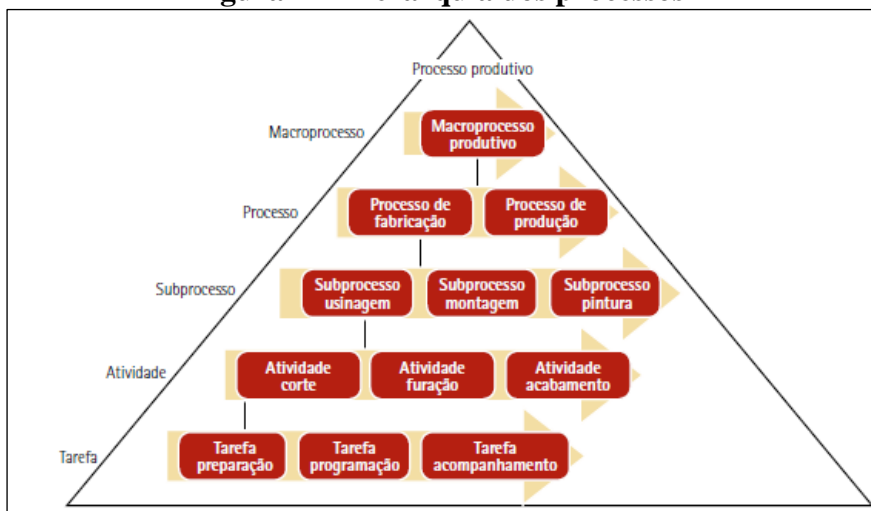 Processo produtivo
Macroprocesso
Macroprocesso
produtivo
Processo
Processo de
fabricação
Processo de
produção
Subprocesso
Subprocesso
usinagem
Subprocesso
montagem
Subprocesso
pintura
Atividade
Atividade
corte
Atividade
furação
Atividade
acabamento
Tarefa
Tarefa
preparação
Tarefa
programação
Tarefa
acompanhamento